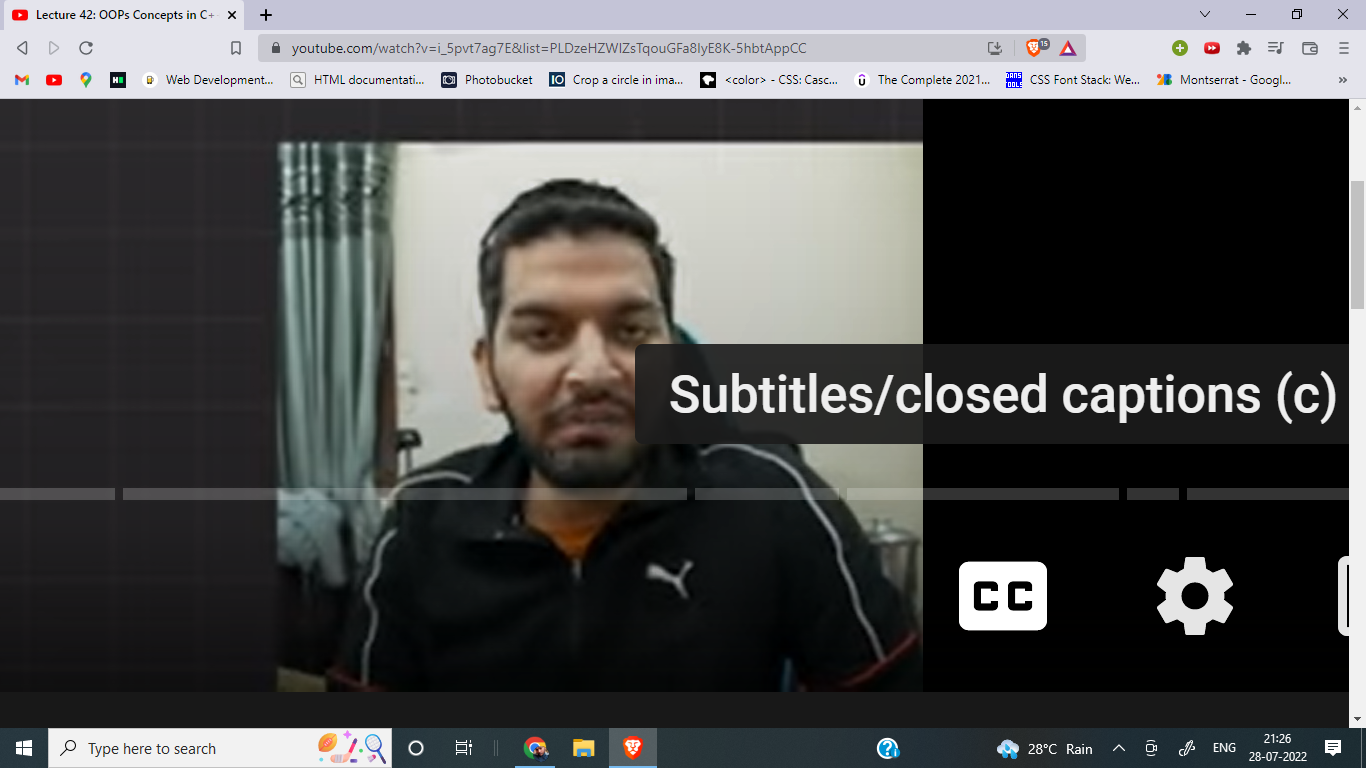 Lecture 42: OOPs Concepts in C+
youtube.com/watch?v=i_5pvt7ag7E&list=PLDzeHZWIZsTqouGFa8IyE8K-5hbtAppCC
15
Web Development...
HTML documentati...
Photobucket
IO
Crop a circle in ima...
<color> - CSS: Casc...
The Complete 2021...
CSS Font Stack: We...
Montserrat - Googl...
»
Subtitles/closed captions (c)
CC
Type here to search
28°C Rain
ENG
21:26
28-07-2022